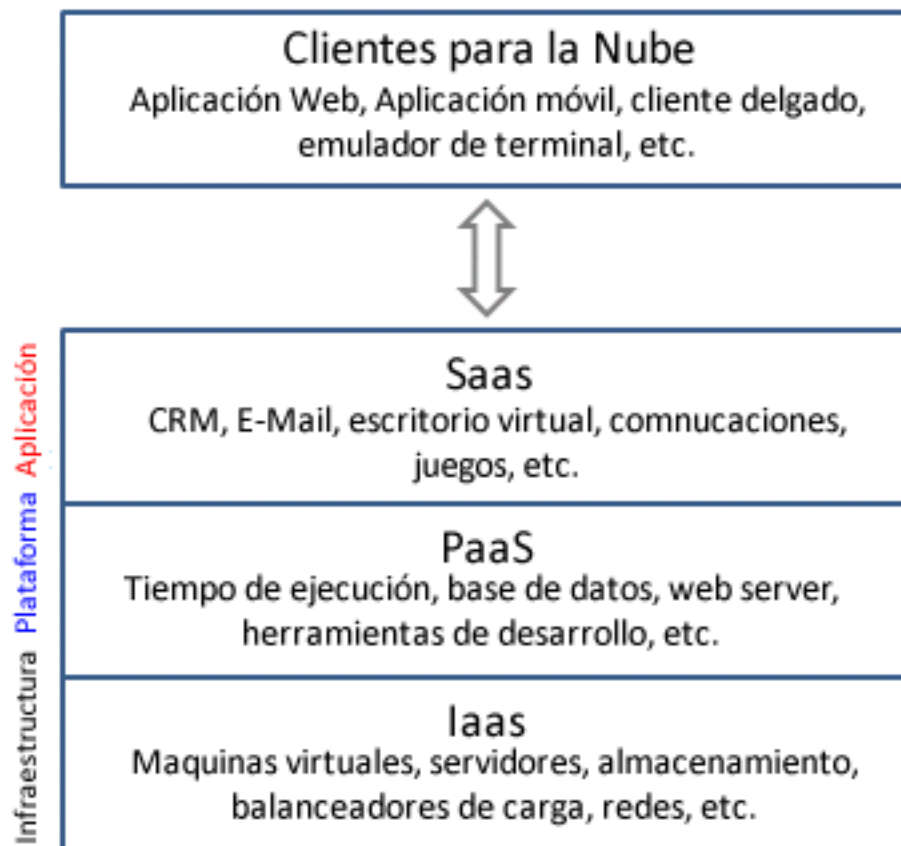 Clientes para la Nube
Aplicación Web, Aplicación móvil, cliente delgado,
emulador de terminal, etc.
Aplicación
Saas
CRM, E-Mail, escritorio virtual, comnucaciones,
juegos, etc.
Plataforma
PaaS
Tiempo de ejecución, base de datos, web server,
herramientas de desarrollo, etc.
Infraestructura
Iaas
Maquinas virtuales, servidores, almacenamiento,
balanceadores de carga, redes, etc.